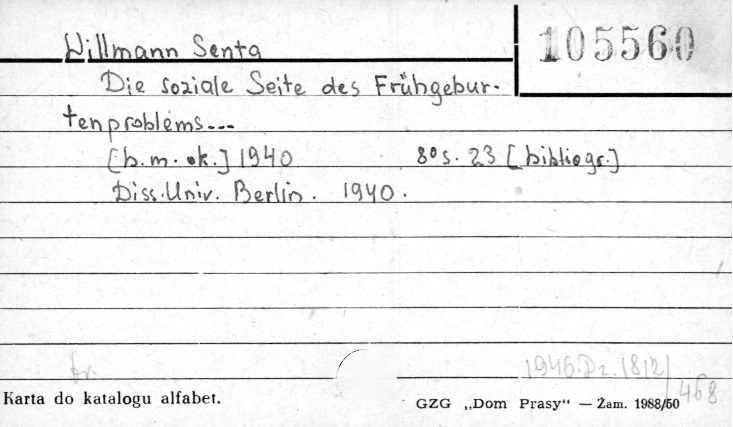 Willmann Senta
105560
Die soziale Seite des Frühgebur-
tenproblems...
[b.m.ok.] 1940 8° s. 23 [bibliogr.]
Diss. Univ. Berlin. 1940.
1946.Dz.1812/
468
Karta do katalogu alfabet.
GZG „Dom Prasy" — Żam. 1988/50